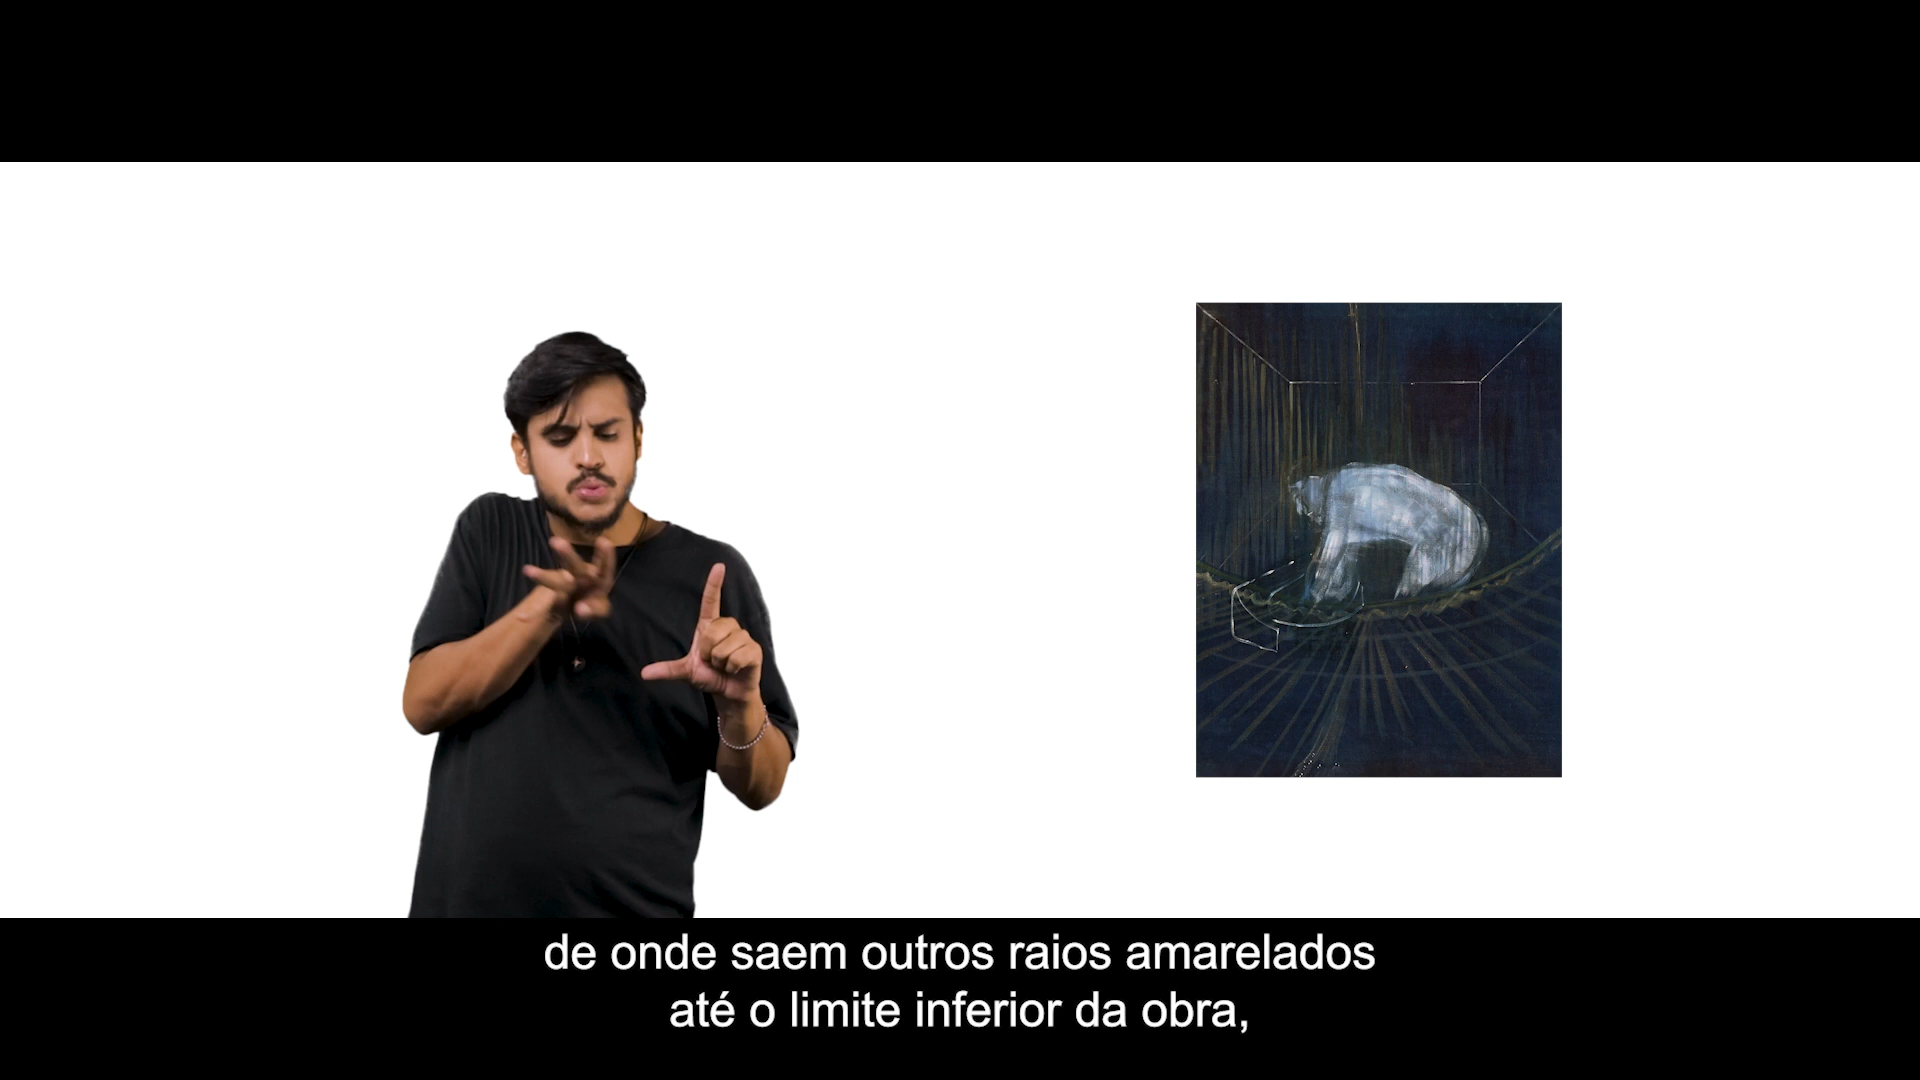 de onde saem outros raios amarelados
até o limite inferior da obra,